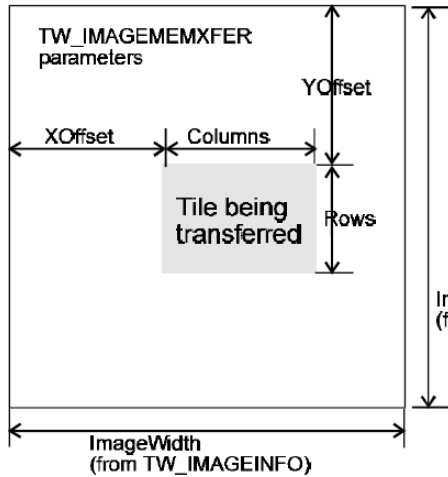 TW_IMAGEMEMXFER
parameters
YOffset
XOffset
Columns
Tile being
transferred
Rows
ImageWidth
(from TW_IMAGEINFO)